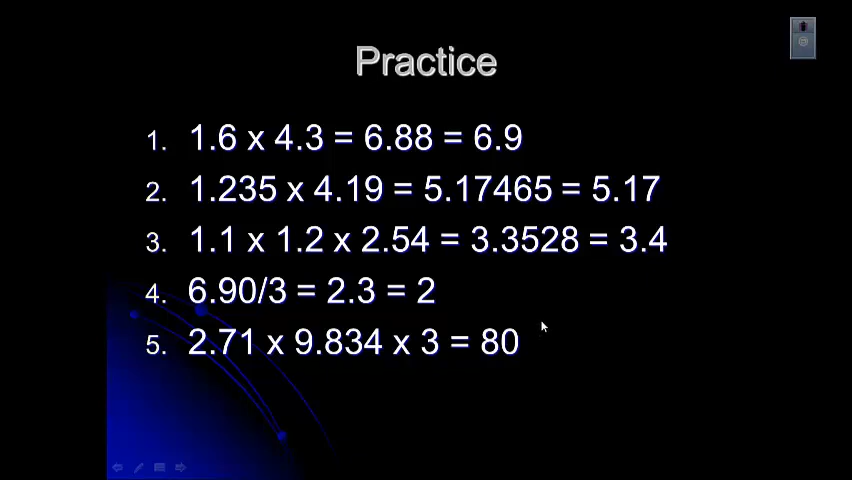 Practice
1. 1.6 x 4.3 = 6.88 = 6.9
2. 1.235 x 4.19 = 5.17465 = 5.17
3. 1.1 x 1.2 x 2.54 = 3.3528 = 3.4
4. 6.90/3 = 2.3 = 2
5. 2.71 x 9.834 x 3 = 80